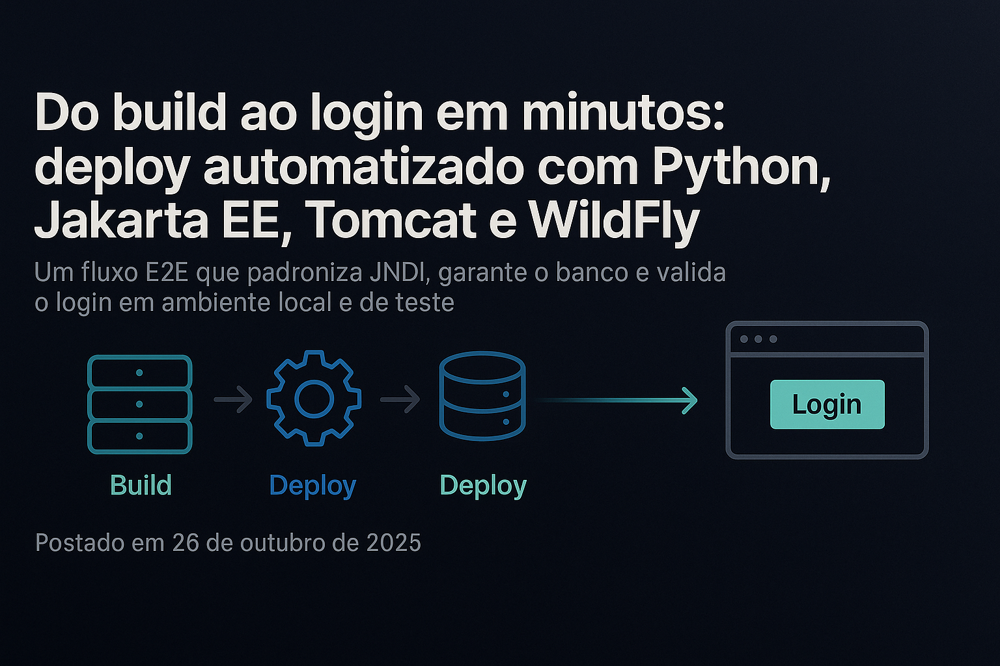 Do build ao login em minutos:
deploy automatizado com Python,
Jakarta EE, Tomcat e WildFly
Um fluxo E2E que padroniza JNDI, garante o banco e valida
o login em ambiente local e de teste
Login
Build
Deploy
Deploy
Postado em 26 de outubro de 2025